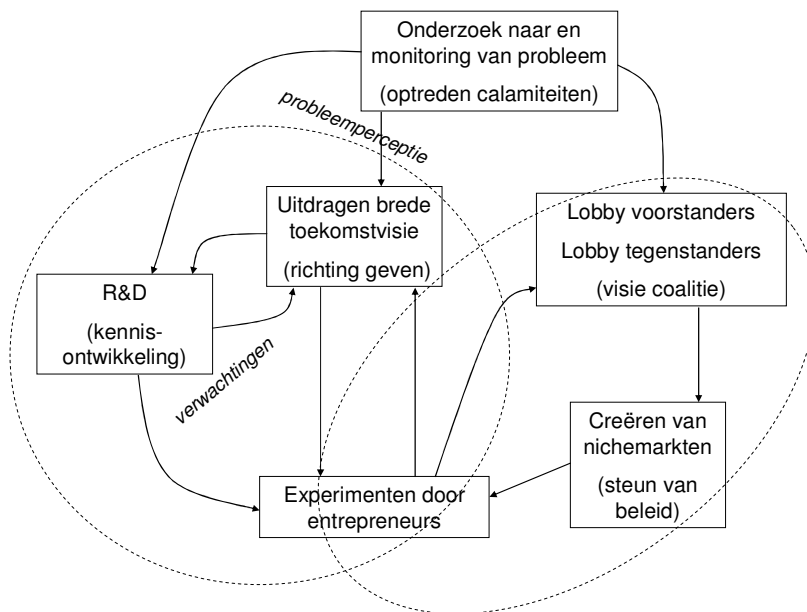 Onderzoek naar en
monitoring van probleem
(optreden calamiteiten)
probleemperceptie
Uitdragen brede
toekomstvisie
(richting geven)
Lobby voorstanders
Lobby tegenstanders
(visie coalitie)
R&D
(kennis-
ontwikkeling)
verwachtingen
Creëren van
nichemarkten
(steun van
beleid)
Experimenten door
entrepreneurs